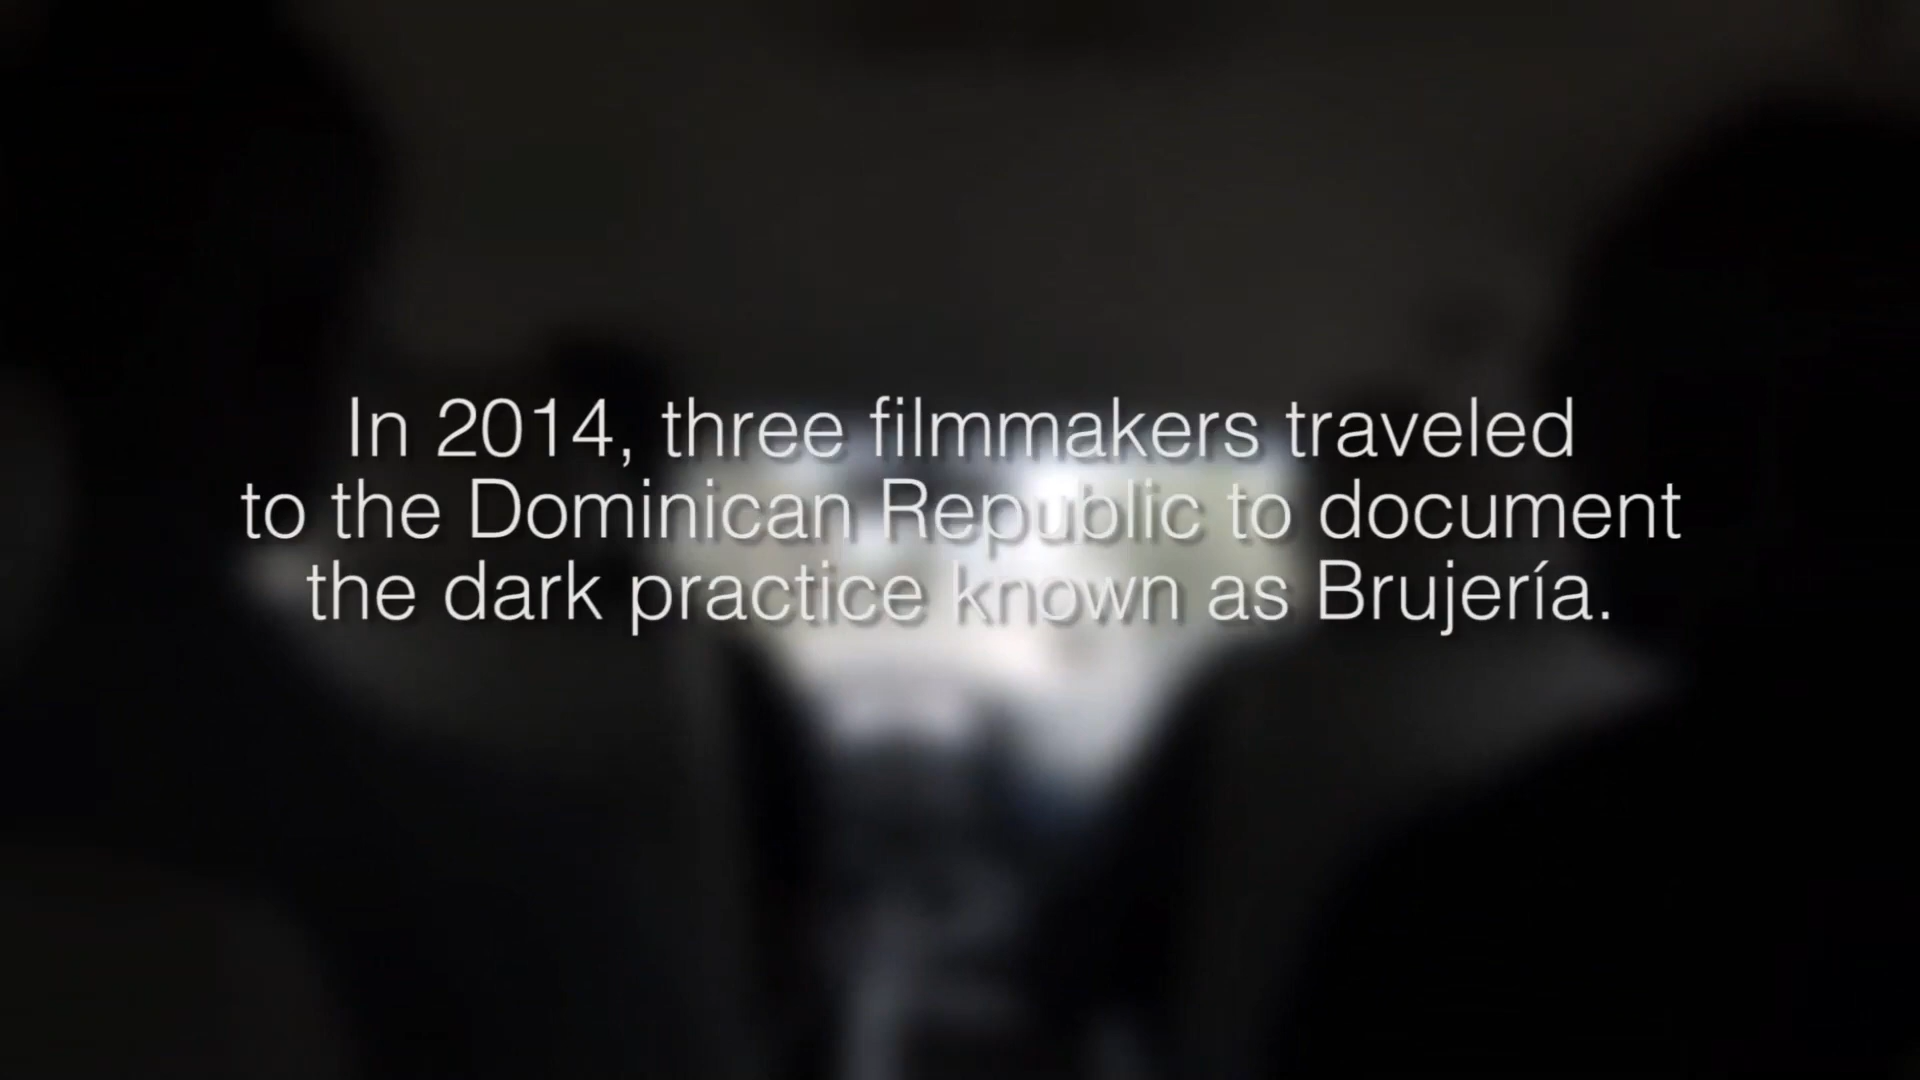 In 2014, three filmmakers traveled
to the Dominican Republic to document
the dark practice known as Brujería.